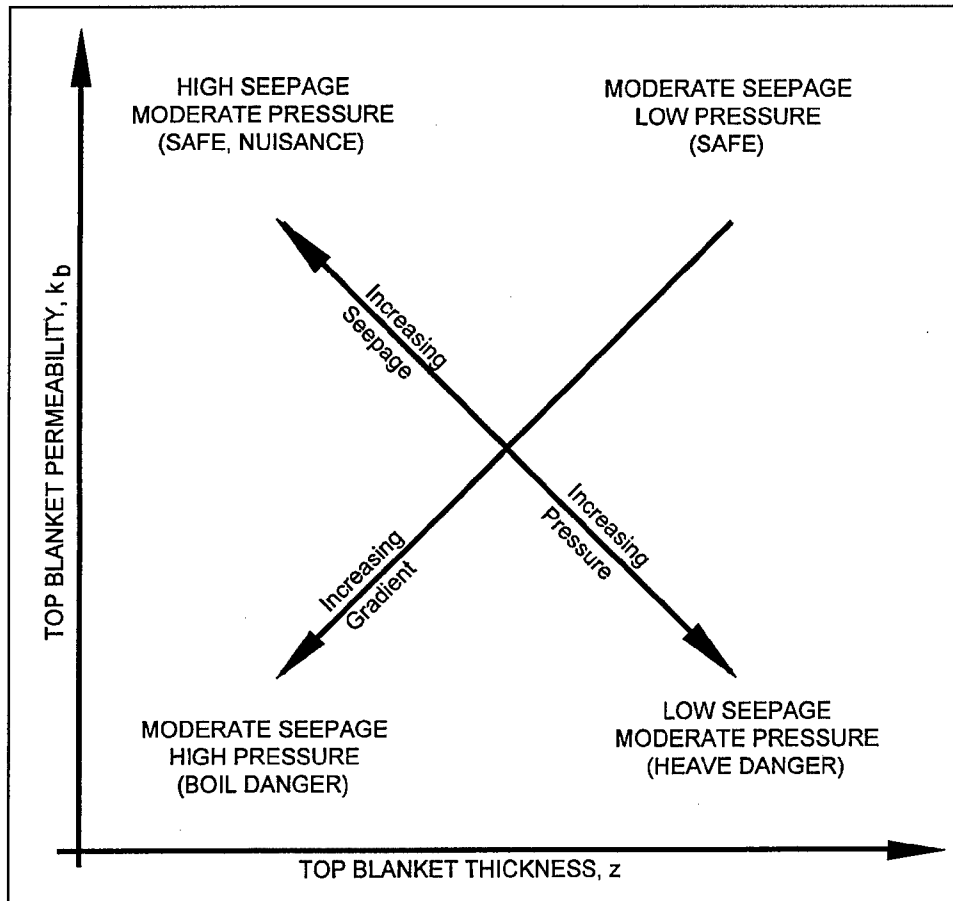 HIGH SEEPAGE
MODERATE PRESSURE
(SAFE, NUISANCE)
MODERATE SEEPAGE
LOW PRESSURE
(SAFE)
TOP BLANKET PERMEABILITY, k b
Increasing
Seepage
Increasing
Pressure
Increasing
Gradient
MODERATE SEEPAGE
HIGH PRESSURE
(BOIL DANGER)
LOW SEEPAGE
MODERATE PRESSURE
(HEAVE DANGER)
TOP BLANKET THICKNESS, z